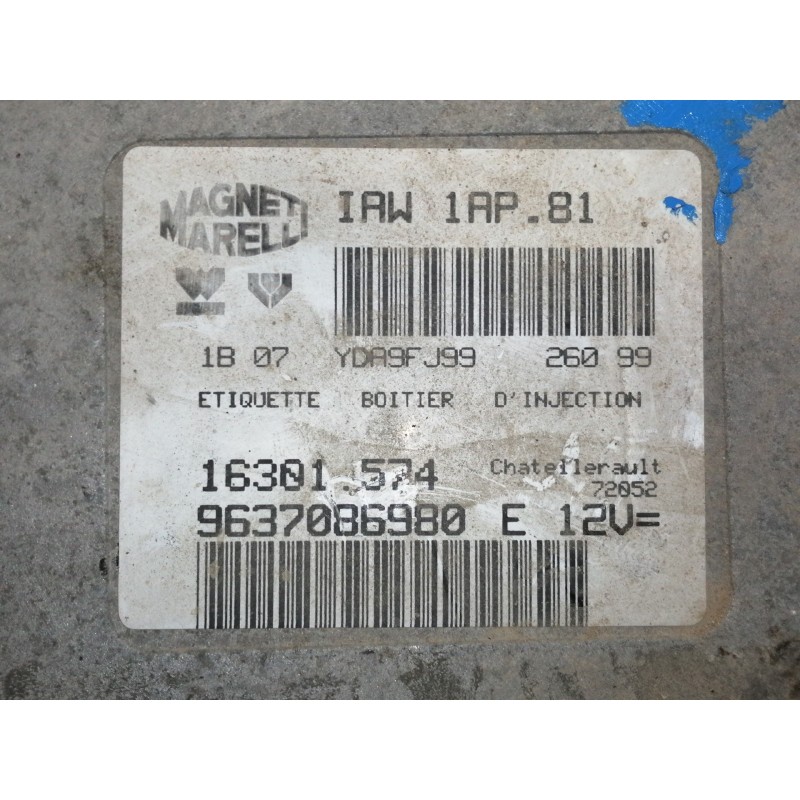 MAGNETI
MARELLI
IAW 1AP.81
1B 07 YDA9FJ99 260 99
ETIQUETTE BOITIER D'INJECTION
16301.574
Chatellerault
72052
9637086980 E 12V=